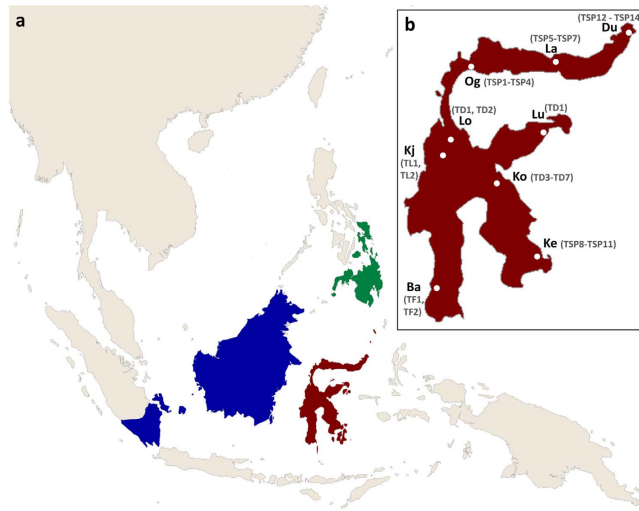 a
b
(TSP12 - TSP14)
Du
(TSP5-TSP7)
La
Og (TSP1-TSP4)
(TD1, TD2)
Lo
(TD1)
Lu
Kj
(TL1,
TL2)
Ko (TD3-TD7)
Ke
(TSP8-TSP11)
Ba
(TF1,
TF2)